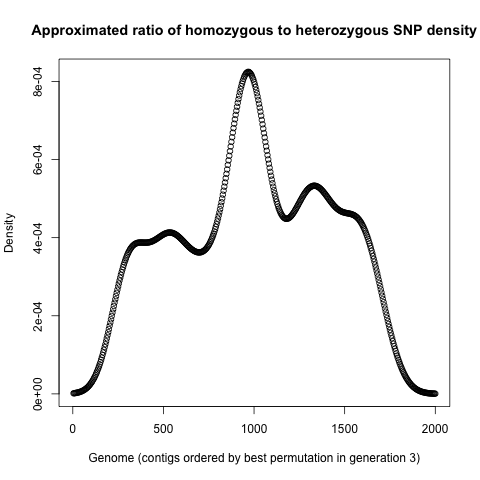 Approximated ratio of homozygous to heterozygous SNP density
Density
8e-04
6e-04
4e-04
2e-04
0e+00
0 500 1000 1500 2000
Genome (contigs ordered by best permutation in generation 3)